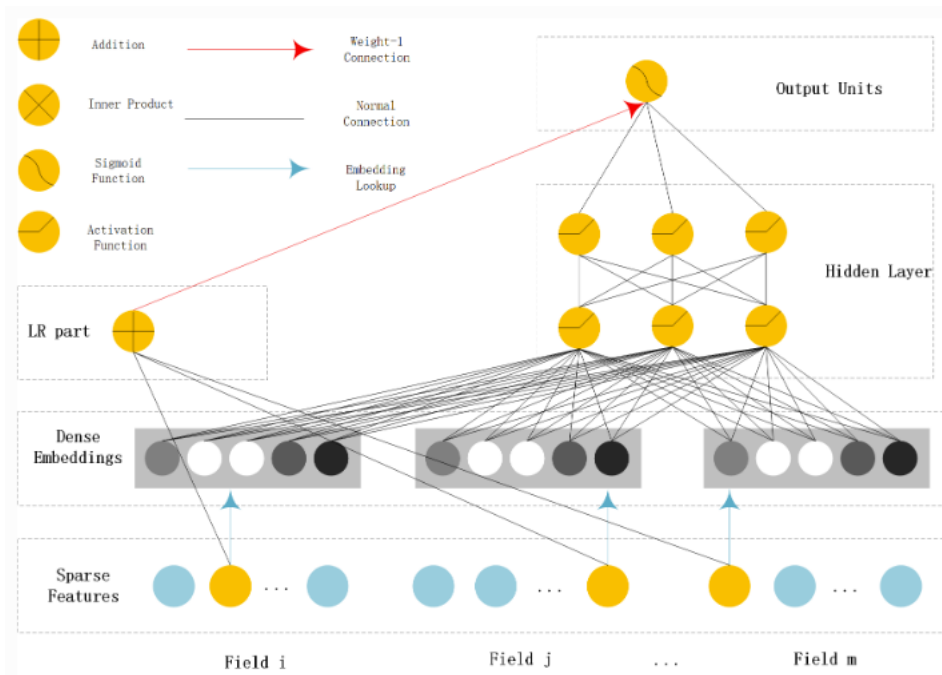 Addition
Weight-1
Connection
Inner Product
Normal
Connection
Sigmoid
Function
Embedding
Lookup
Activation
Function
Output Units
Hidden Layer
LR part
Dense
Embeddings
Sparse
Features
...
...
...
...
Field i
Field j
...
Field m